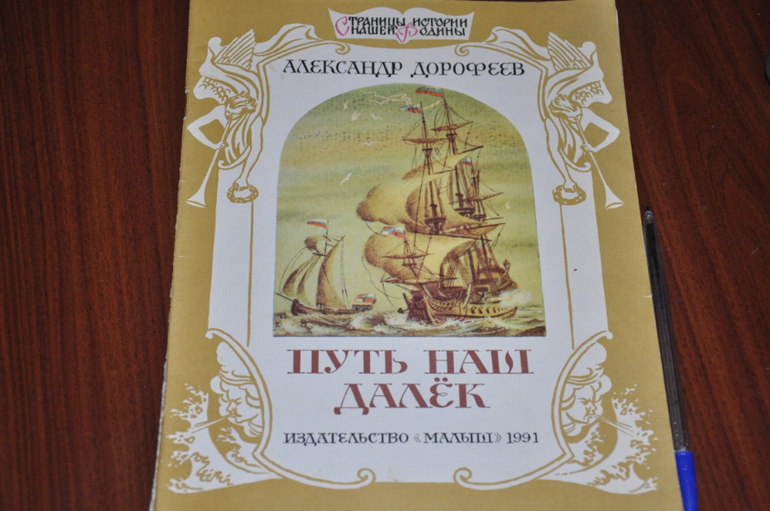 СТРАНИЦЫ ИСТОРИИ
НАШЕЙ РОДИНЫ
АЛЕКСАНДР ДОРОФЕЕВ
ПУТЬ НАШ
ДАЛЁК
ИЗДАТЕЛЬСТВО «МАЛЫШ» 1991